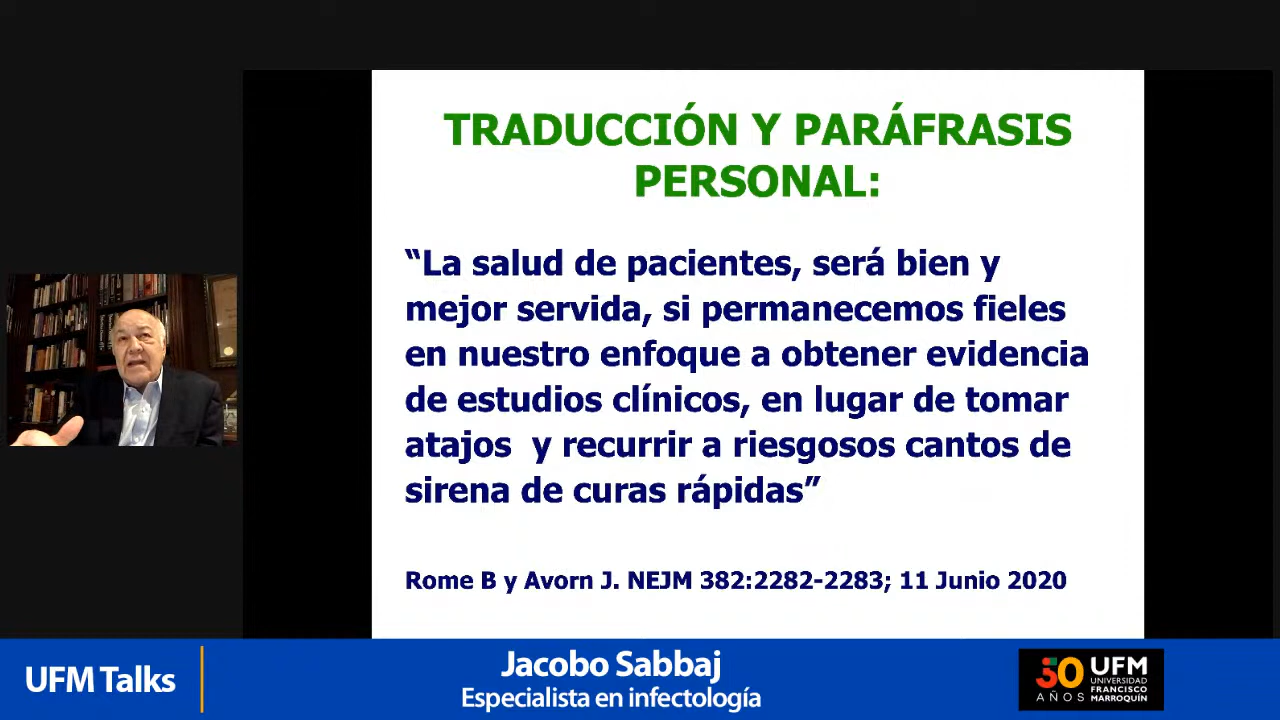 TRADUCCIÓN Y PARÁFRASIS
PERSONAL:
“La salud de pacientes, será bien y
mejor servida, si permanecemos fieles
en nuestro enfoque a obtener evidencia
de estudios clínicos, en lugar de tomar
atajos  y recurrir a riesgosos cantos de
sirena de curas rápidas”
Rome B y Avorn J. NEJM 382:2282-2283; 11 Junio 2020
UFM Talks
Jacobo Sabbaj
Especialista en infectología
50
AÑOS
UFM
UNIVERSIDAD
FRANCISCO
MARROQUÍN